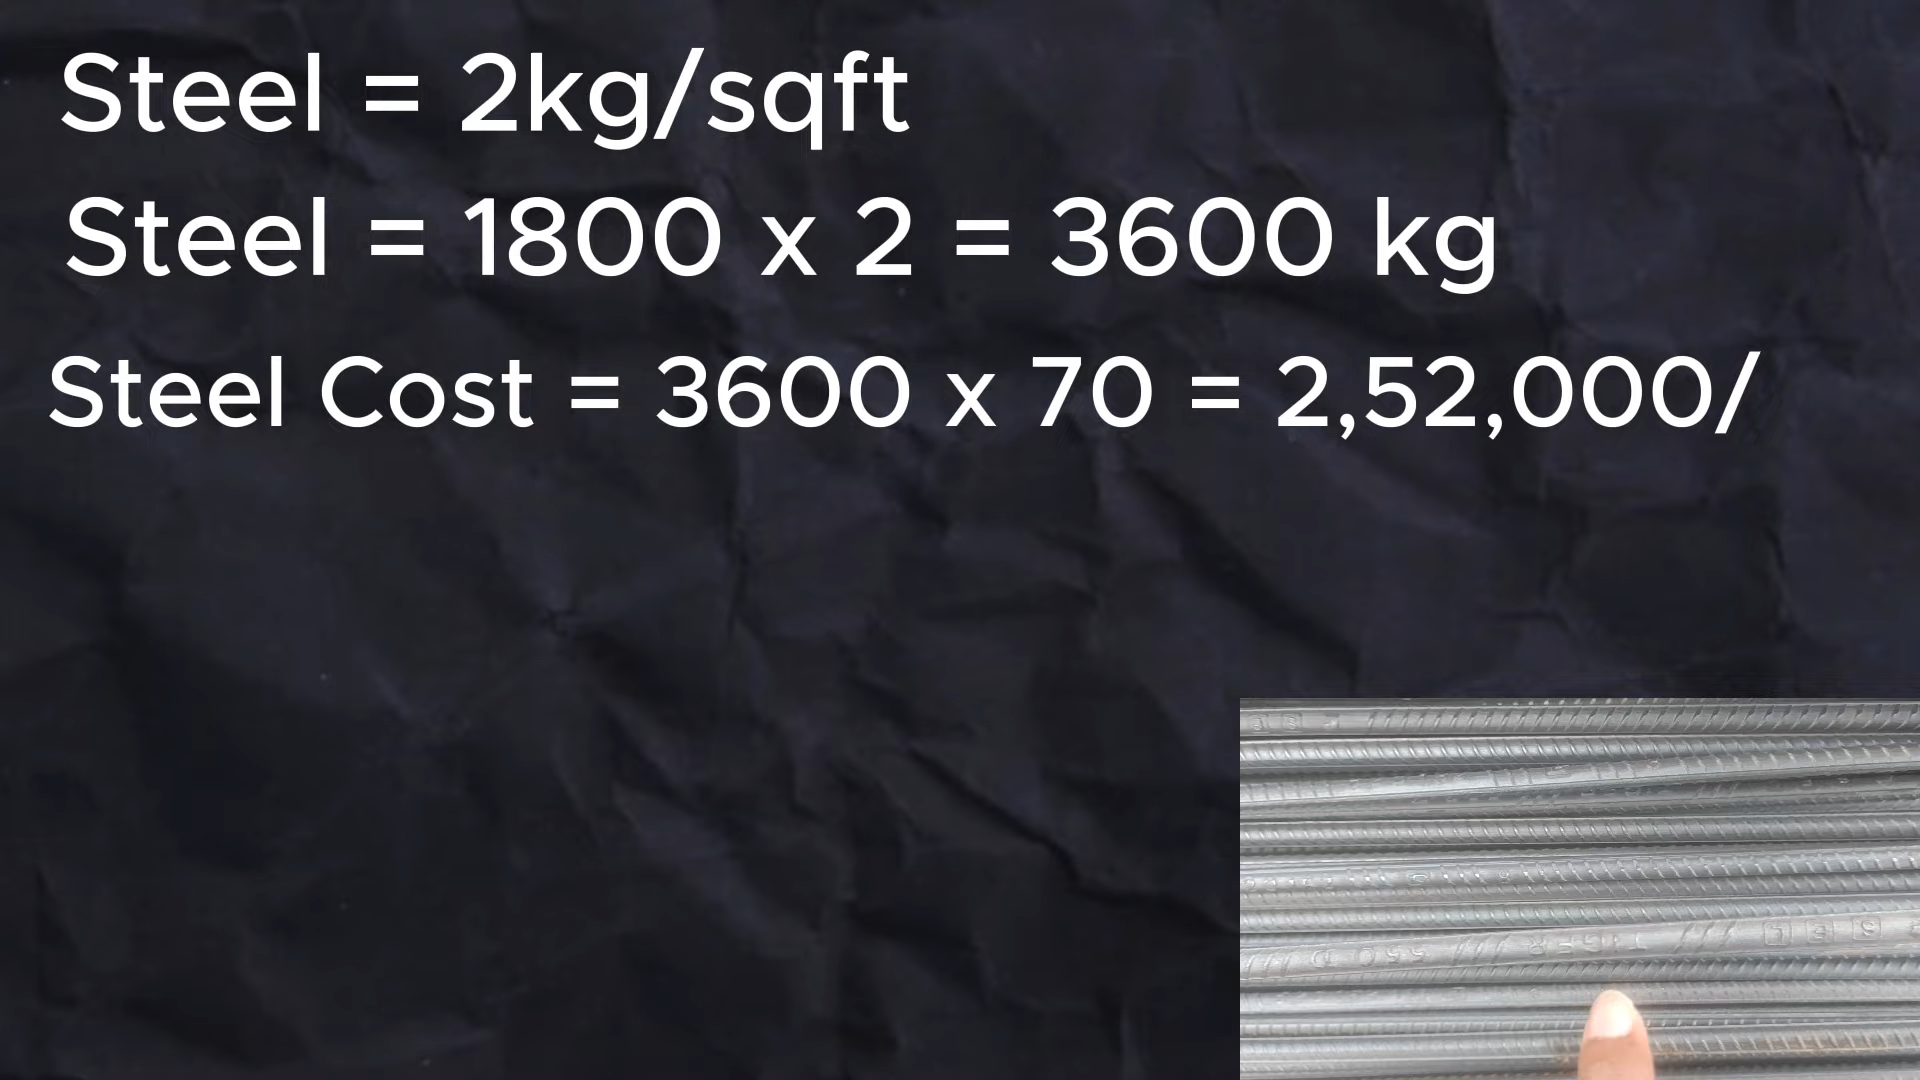 Steel = 2kg/sqft
Steel = 1800 x 2 = 3600 kg
Steel Cost = 3600 x 70 = 2,52,000/